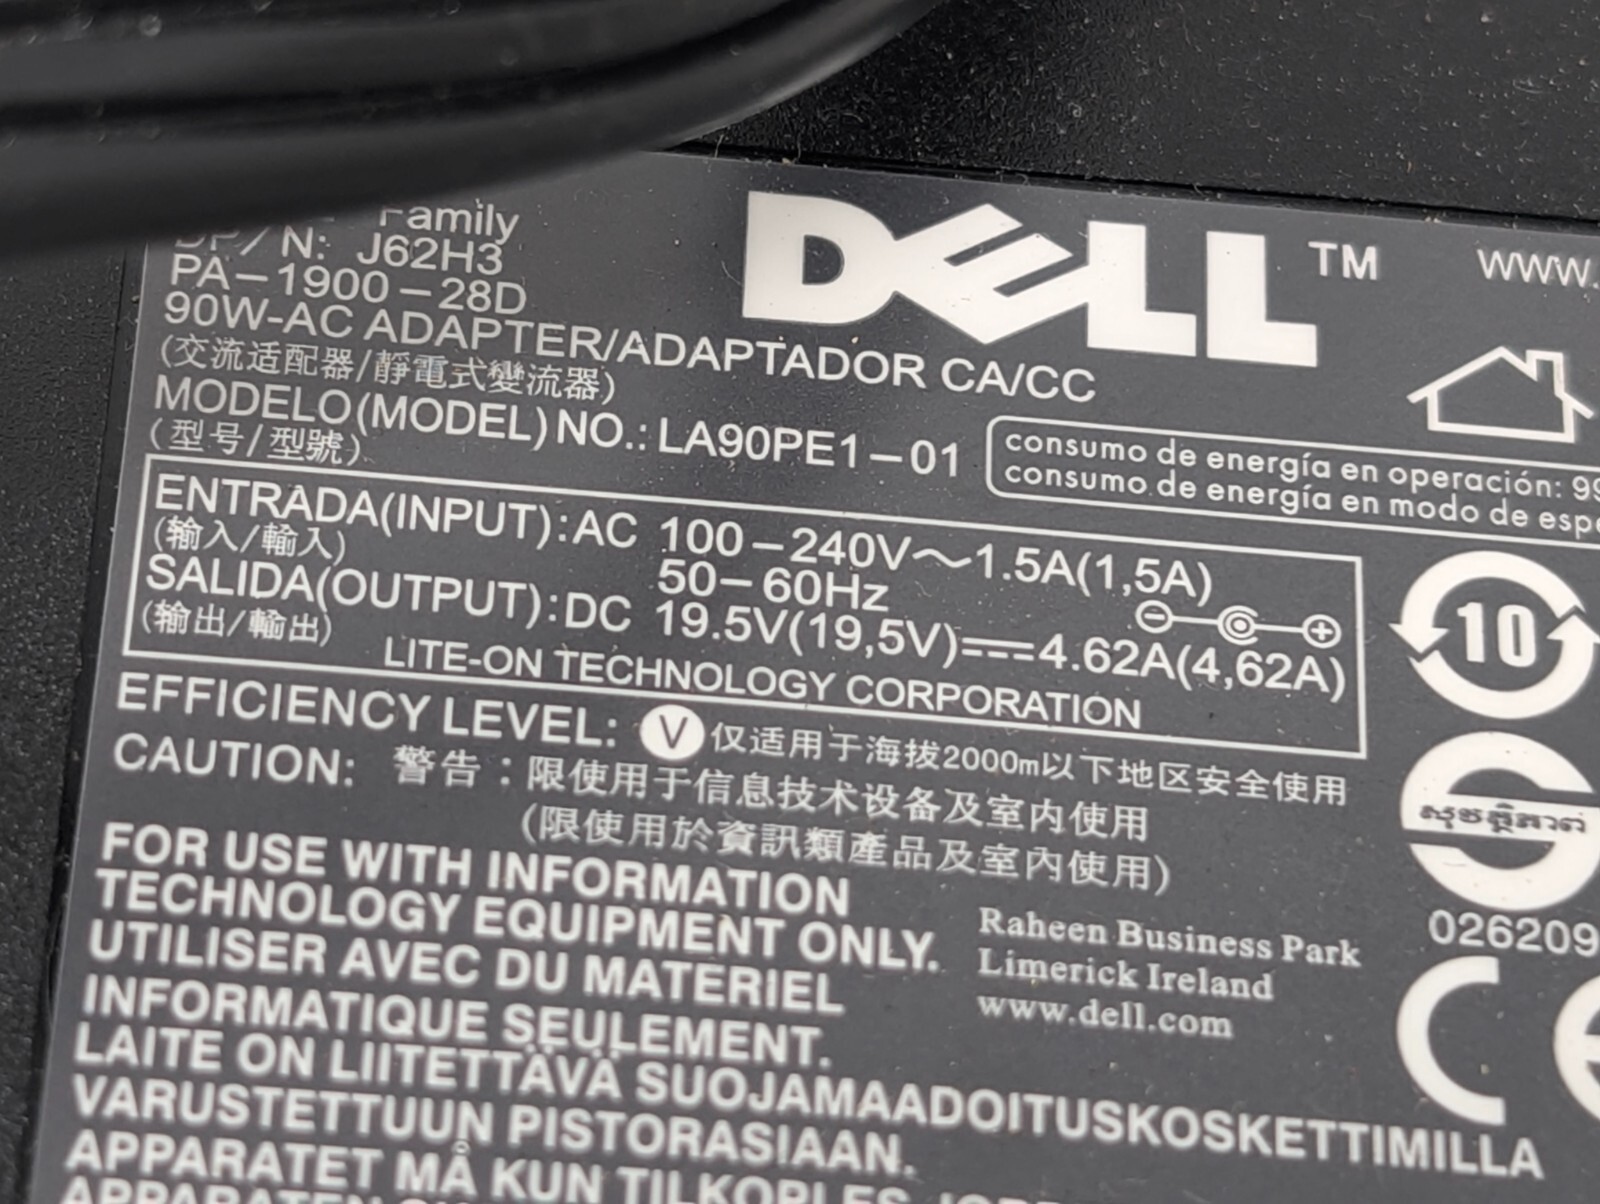 Family
DP/N: J62H3
PA-1900-28D
90W-AC ADAPTER/ADAPTADOR CA/CC
(交流适配器/靜電式變流器)
MODELO(MODEL) NO.: LA90PE1-01
(型号/型號)
DELL™
www.
consumo de energía en operación: 99
consumo de energía en modo de espe
ENTRADA(INPUT): AC 100-240V~1.5A(1,5A)
(输入/輸入)
50-60Hz
SALIDA(OUTPUT): DC 19.5V(19,5V)⎓4.62A(4,62A)
(输出/輸出)
LITE-ON TECHNOLOGY CORPORATION
10
EFFICIENCY LEVEL: V 仅适用于海拔2000m以下地区安全使用
CAUTION: 警告：限使用于信息技术设备及室内使用
(限使用於資訊類產品及室內使用)
FOR USE WITH INFORMATION
TECHNOLOGY EQUIPMENT ONLY.
UTILISER AVEC DU MATERIEL
INFORMATIQUE SEULEMENT.
LAITE ON LIITETTÄVÄ SUOJAMAADOITUSKOSKETTIMILLA
VARUSTETTUUN PISTORASIAAN.
APPARATET MÅ KUN TILKOPLES
Raheen Business Park
Limerick Ireland
www.dell.com
026209
CE